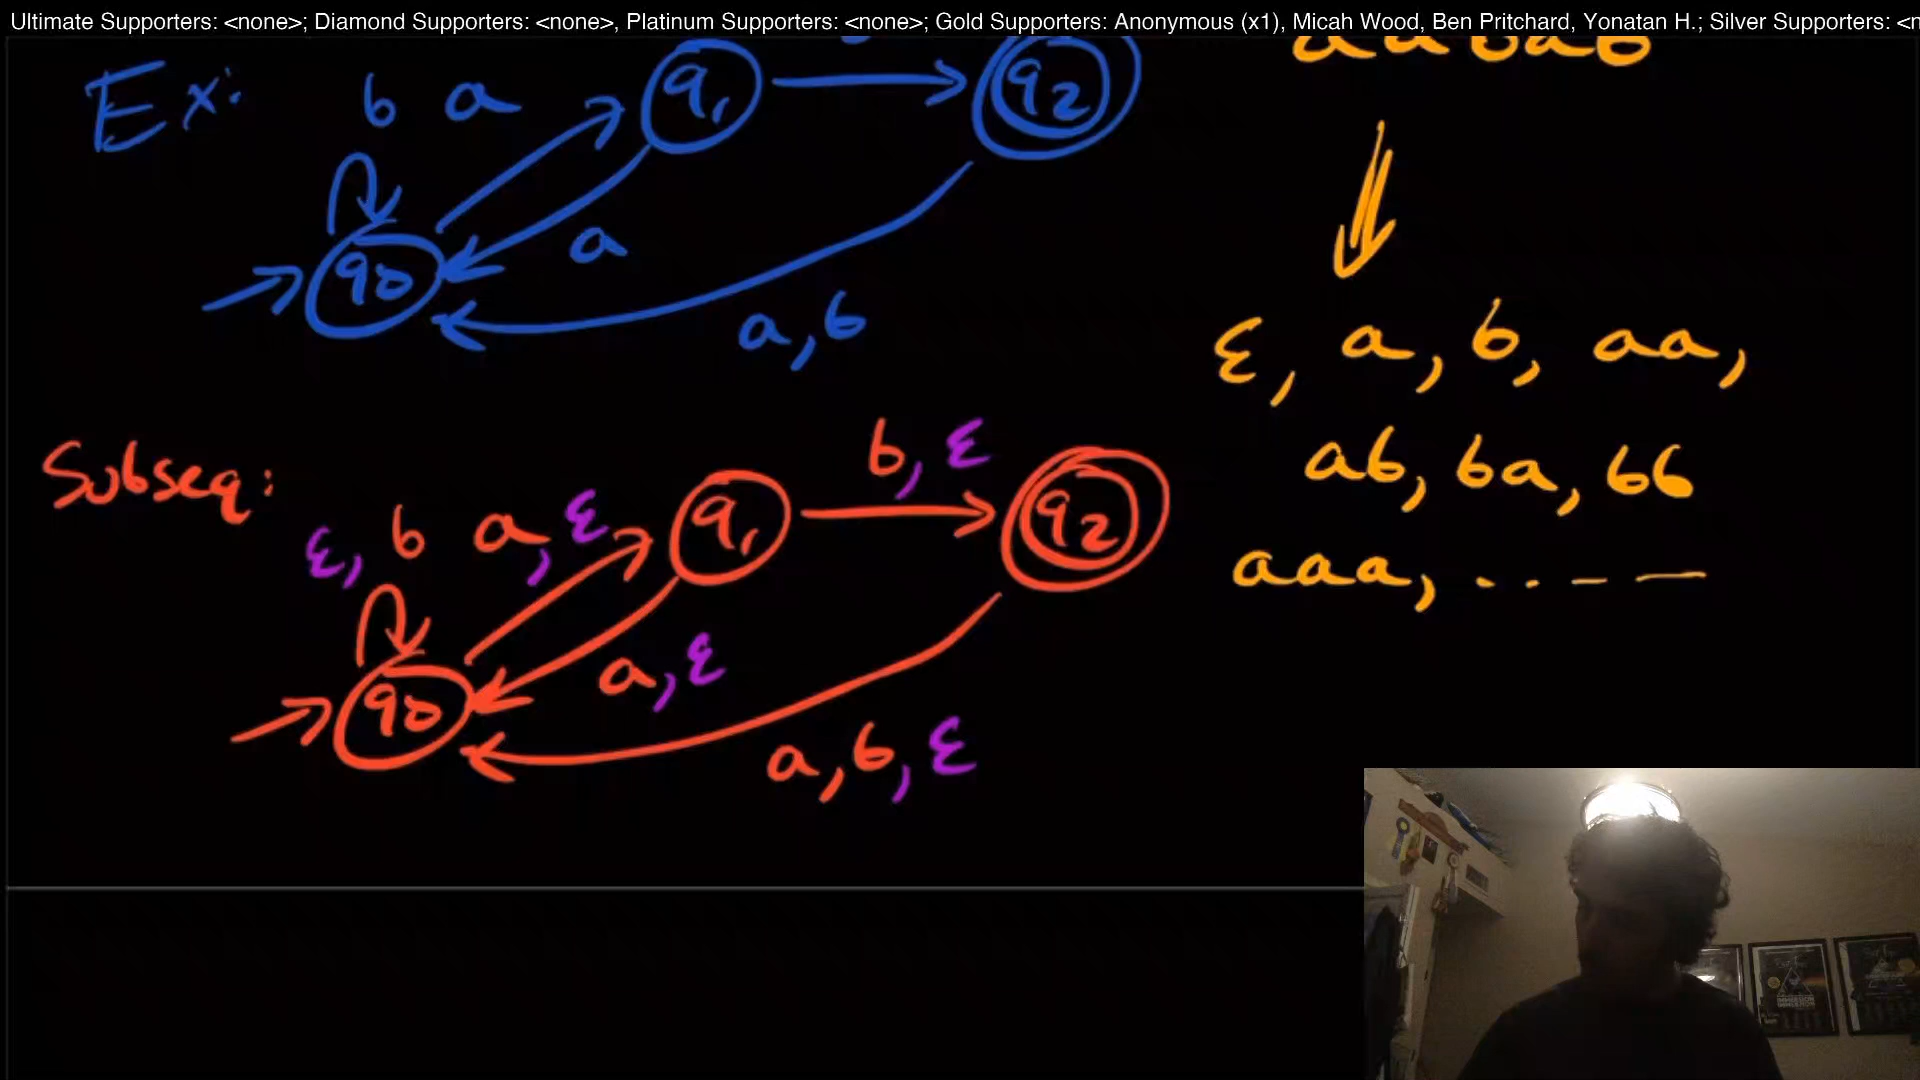 Ultimate Supporters: <none>; Diamond Supporters: <none>, Platinum Supporters: <none>; Gold Supporters: Anonymous (x1), Micah Wood, Ben Pritchard, Yonatan H.; Silver Supporters: <n
aabab
Ex: b a q1 q2
q0 a
a,b
ε, a, b, aa,
ab, ba, bb
aaa, ....
Subseq: b, ε
ε, b a, ε q1 q2
q0 a, ε
a, b, ε